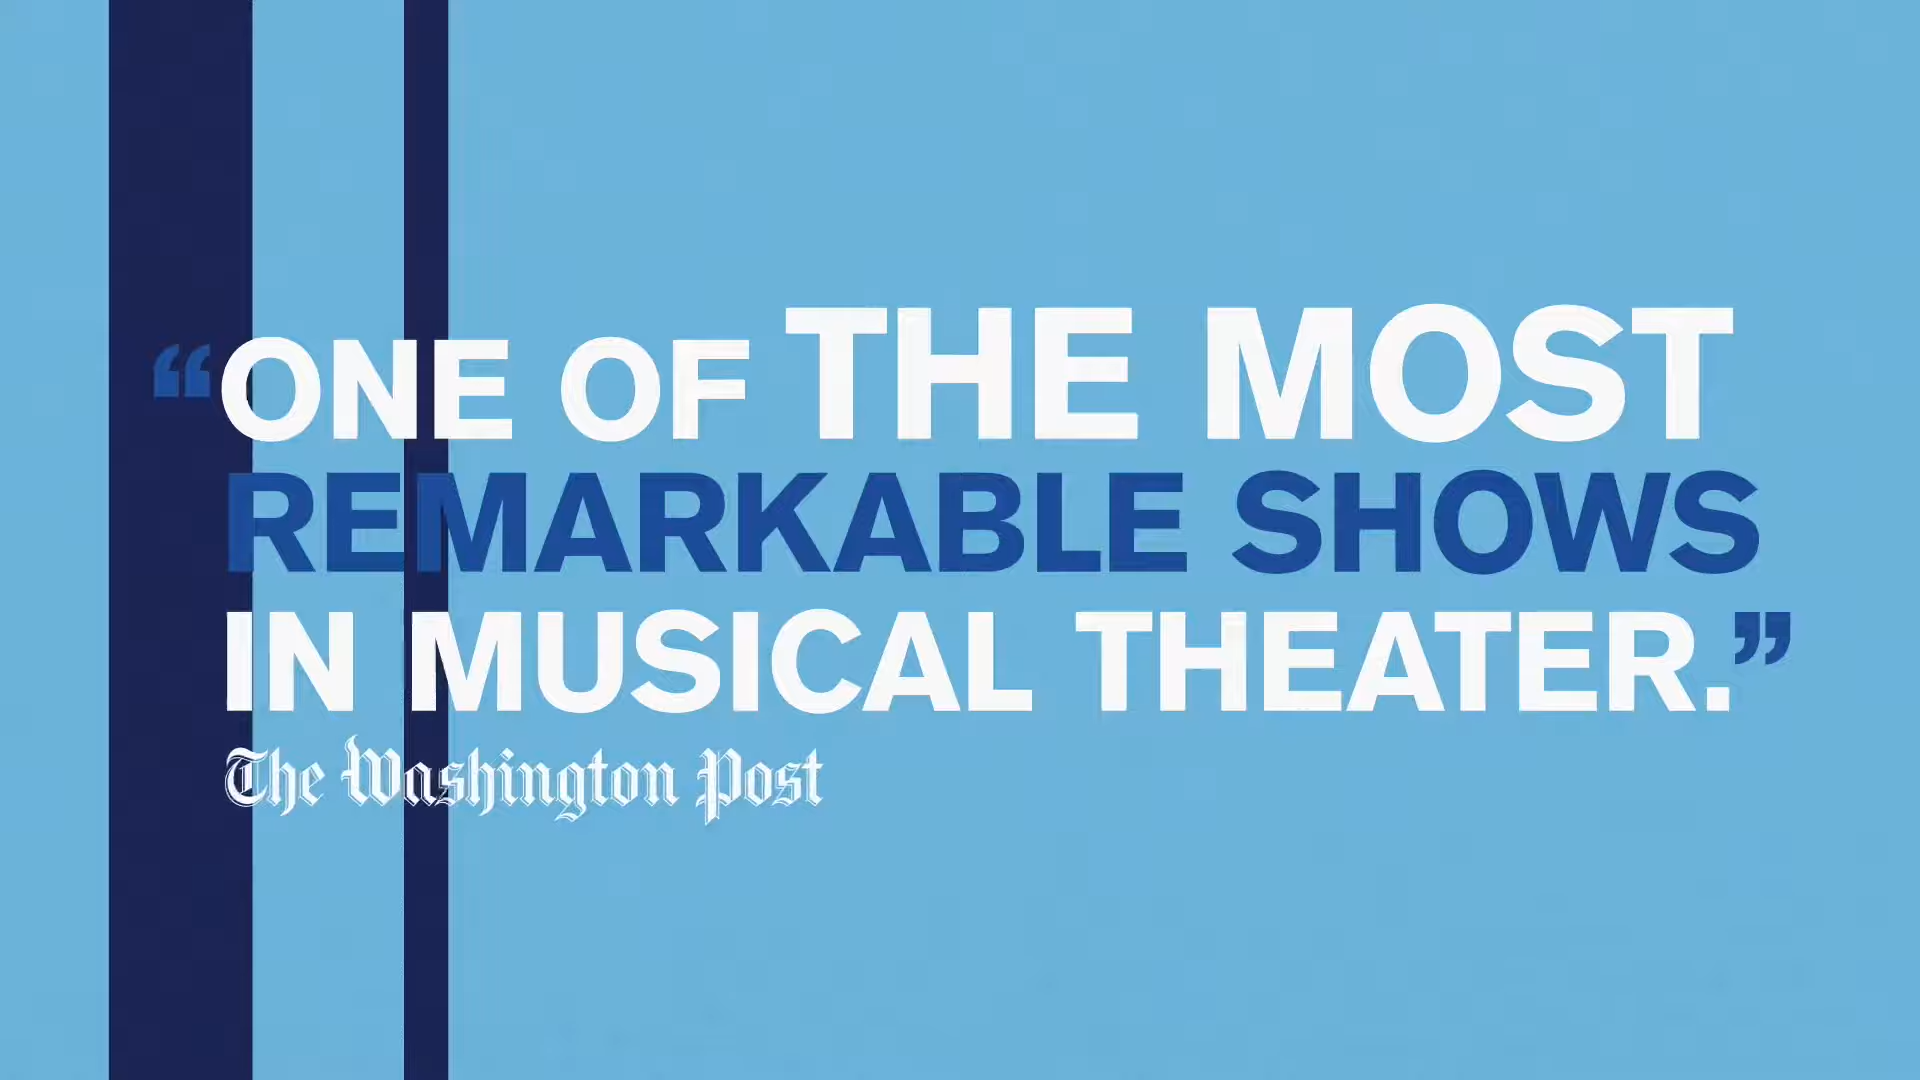 “ONE OF THE MOST
REMARKABLE SHOWS
IN MUSICAL THEATER.”
The Washington Post